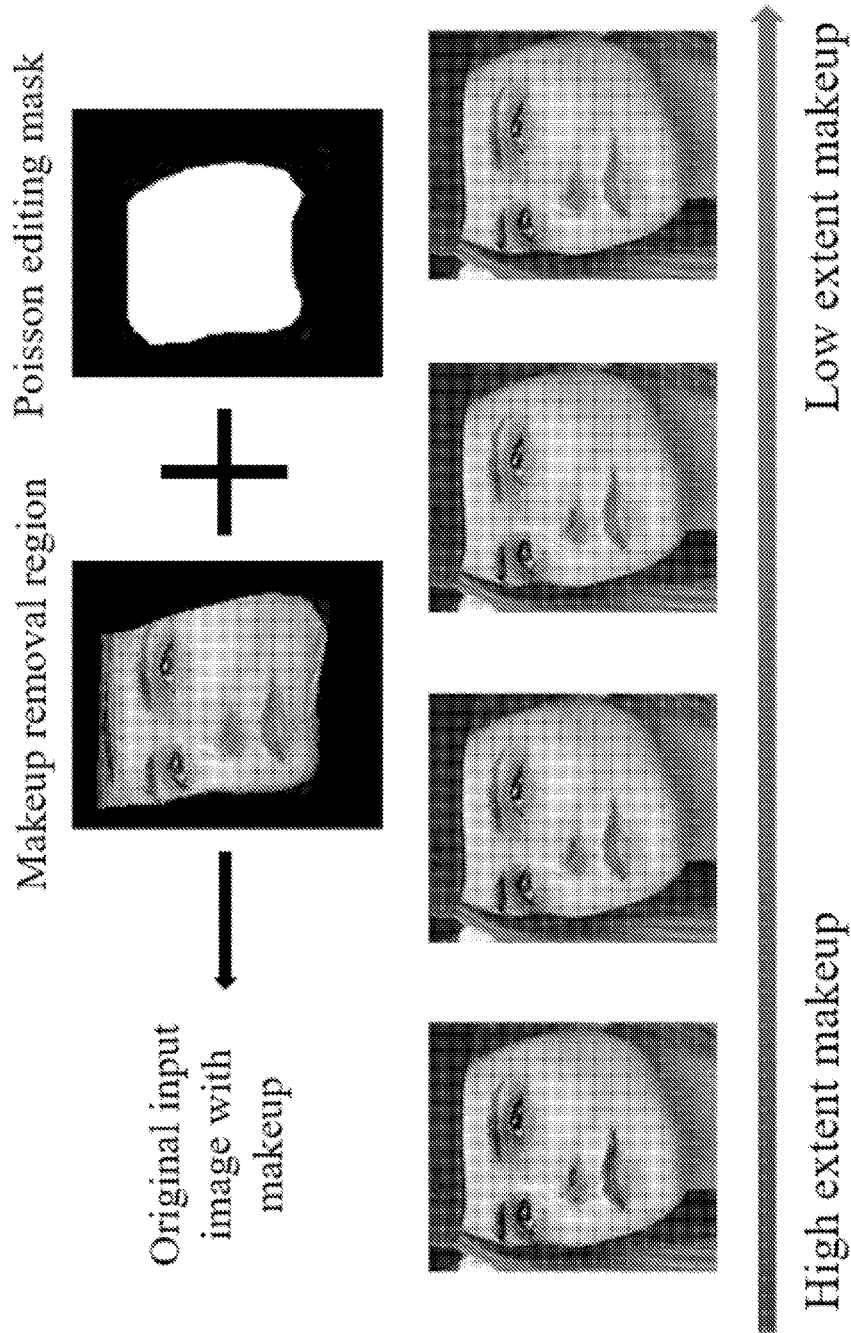 Makeup removal region
Poisson editing mask
Original input
image with
makeup
High extent makeup
Low extent makeup